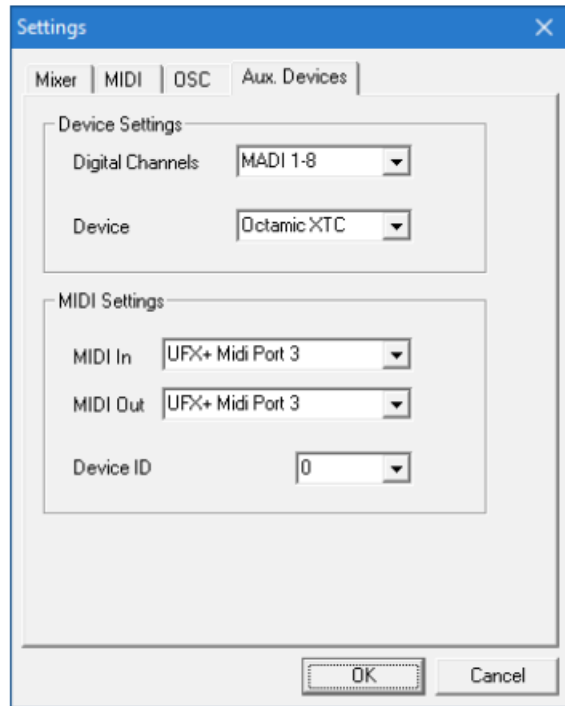 Settings
Mixer MIDI OSC Aux. Devices
Device Settings
Digital Channels MADI 1-8
Device Octamic XTC
MIDI Settings
MIDI In UFX+ Midi Port 3
MIDI Out UFX+ Midi Port 3
Device ID 0
OK Cancel